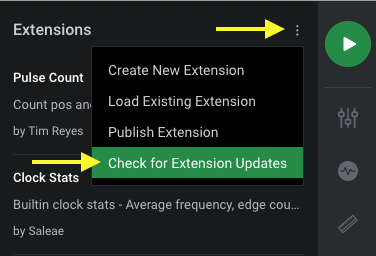 Extensions
Create New Extension
Load Existing Extension
Publish Extension
Check for Extension Updates
Pulse Count
Count pos an
by Tim Reyes
Clock Stats
Builtin clock stats - Average frequency, edge cou...
by Saleae